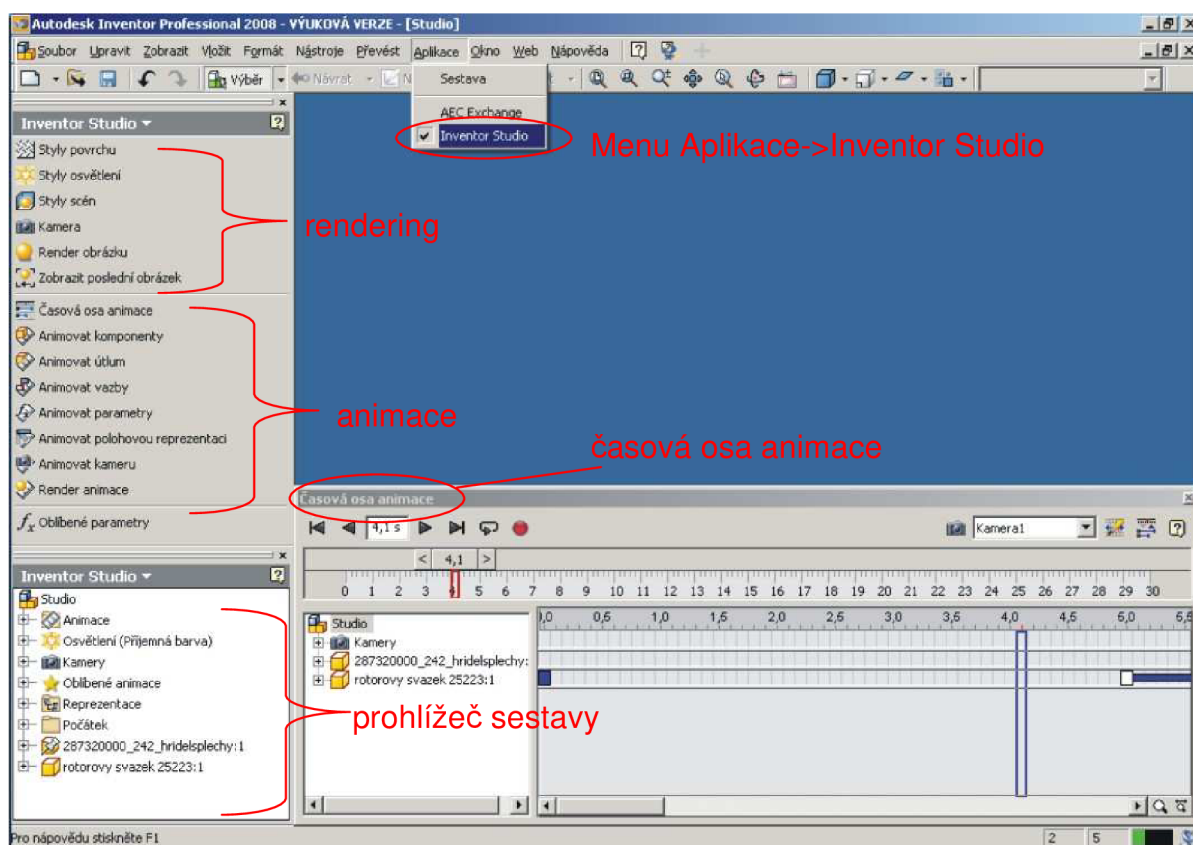 Autodesk Inventor Professional 2008 - VÝUKOVÁ VERZE - [Studio]
Soubor Upravit Zobrazit Vložit Formát Nástroje Převést Aplikace Okno Web Nápověda
Výběr Návrat
Sestava
AEC Exchange
Inventor Studio
Menu Aplikace->Inventor Studio
Inventor Studio
Styly povrchu
Styly osvětlení
Styly scén
Kamera
Render obrázku
Zobrazit poslední obrázek
rendering
Časová osa animace
Animovat komponenty
Animovat útlum
Animovat vazby
Animovat parametry
Animovat polohovou reprezentaci
Animovat kameru
Render animace
animace
fx Oblíbené parametry
časová osa animace
Časová osa animace
4,1 s
Kamera1
< 4,1 >
0 1 2 3 4 5 6 7 8 9 10 11 12 13 14 15 16 17 18 19 20 21 22 23 24 25 26 27 28 29 30
Studio
Kamery
287320000_242_hridelsplechy:
rotorovy svazek 25223:1
0,5 1,0 1,5 2,0 2,5 3,0 3,5 4,0 4,5 5,0
Inventor Studio
Studio
Animace
Osvětlení (Příjemná barva)
Kamery
Oblíbené animace
Reprezentace
Počátek
287320000_242_hridelsplechy:1
rotorovy svazek 25223:1
prohlížeč sestavy
Pro nápovědu stiskněte F1
2 5